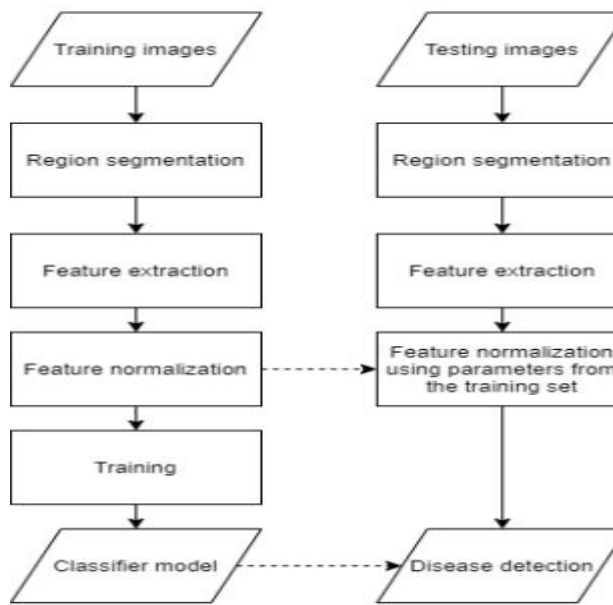 Training images
Region segmentation
Feature extraction
Feature normalization
Training
Classifier model
Testing images
Region segmentation
Feature extraction
Feature normalization
using parameters from
the training set
Disease detection